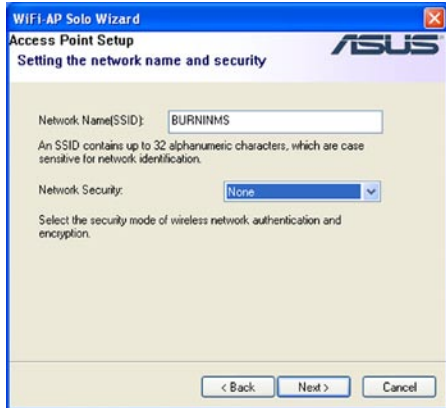 WiFi-AP Solo Wizard
Access Point Setup
Setting the network name and security
ASUS
Network Name(SSID):
BURNINMS
An SSID contains up to 32 alphanumeric characters, which are case
sensitive for network identification.
Network Security:
None
Select the security mode of wireless network authentication and
encryption.
< Back
Next >
Cancel